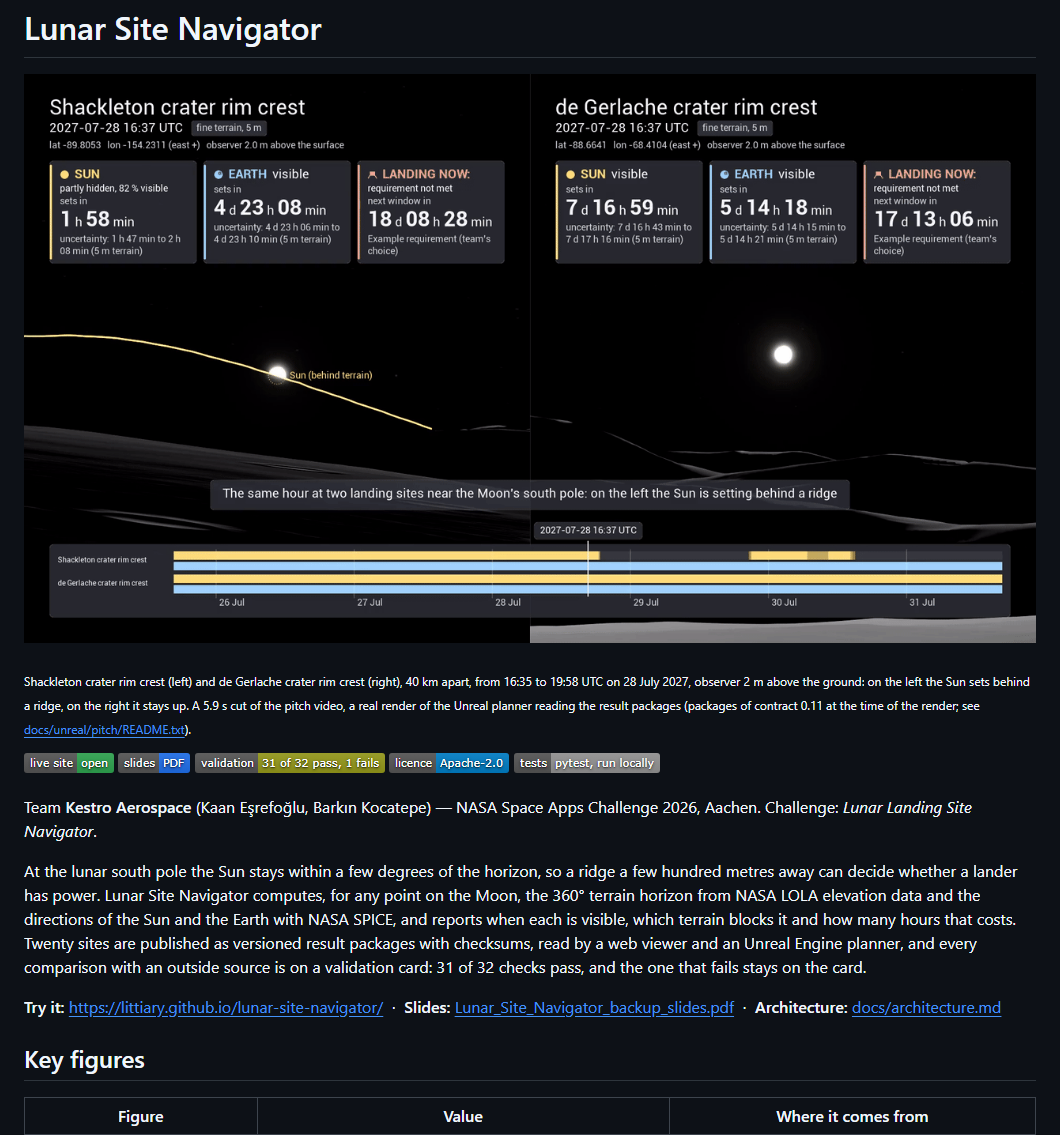 Lunar Site Navigator
Shackleton crater rim crest
2027-07-28 16:37 UTC fine terrain, 5 m
lat -89.8053 lon -154.2311 (east +) observer 2.0 m above the surface
SUN
partly hidden, 82 % visible
sets in
1 h 58 min
uncertainty: 1 h 47 min to 2 h
08 min (5 m terrain)
EARTH visible
sets in
4 d 23 h 08 min
uncertainty: 4 d 23 h 06 min to
4 d 23 h 10 min (5 m terrain)
LANDING NOW:
requirement not met
next window in
18 d 08 h 28 min
Example requirement (team's
choice)
de Gerlache crater rim crest
2027-07-28 16:37 UTC fine terrain, 5 m
lat -88.6641 lon -68.4104 (east +) observer 2.0 m above the surface
SUN visible
sets in
7 d 16 h 59 min
uncertainty: 7 d 16 h 43 min to
7 d 17 h 16 min (5 m terrain)
EARTH visible
sets in
5 d 14 h 18 min
uncertainty: 5 d 14 h 15 min to
5 d 14 h 21 min (5 m terrain)
LANDING NOW:
requirement not met
next window in
17 d 13 h 06 min
Example requirement (team's
choice)
Sun (behind terrain)
The same hour at two landing sites near the Moon's south pole: on the left the Sun is setting behind a ridge
2027-07-28 16:37 UTC
Shackleton crater rim crest
de Gerlache crater rim crest
26 Jul 27 Jul 28 Jul 29 Jul 30 Jul 31 Jul
Shackleton crater rim crest (left) and de Gerlache crater rim crest (right), 40 km apart, from 16:35 to 19:58 UTC on 28 July 2027, observer 2 m above the ground: on the left the Sun sets behind
a ridge, on the right it stays up. A 5.9 s cut of the pitch video, a real render of the Unreal planner reading the result packages (packages of contract 0.11 at the time of the render; see
docs/unreal/pitch/README.txt).
live site open slides PDF validation 31 of 32 pass, 1 fails licence Apache-2.0 tests pytest, run locally
Team Kestro Aerospace (Kaan Eşrefoğlu, Barkın Kocatepe) — NASA Space Apps Challenge 2026, Aachen. Challenge: Lunar Landing Site
Navigator.
At the lunar south pole the Sun stays within a few degrees of the horizon, so a ridge a few hundred metres away can decide whether a lander
has power. Lunar Site Navigator computes, for any point on the Moon, the 360° terrain horizon from NASA LOLA elevation data and the
directions of the Sun and the Earth with NASA SPICE, and reports when each is visible, which terrain blocks it and how many hours that costs.
Twenty sites are published as versioned result packages with checksums, read by a web viewer and an Unreal Engine planner, and every
comparison with an outside source is on a validation card: 31 of 32 checks pass, and the one that fails stays on the card.
Try it: https://littiary.github.io/lunar-site-navigator/ · Slides: Lunar_Site_Navigator_backup_slides.pdf · Architecture: docs/architecture.md
Key figures
Figure Value Where it comes from